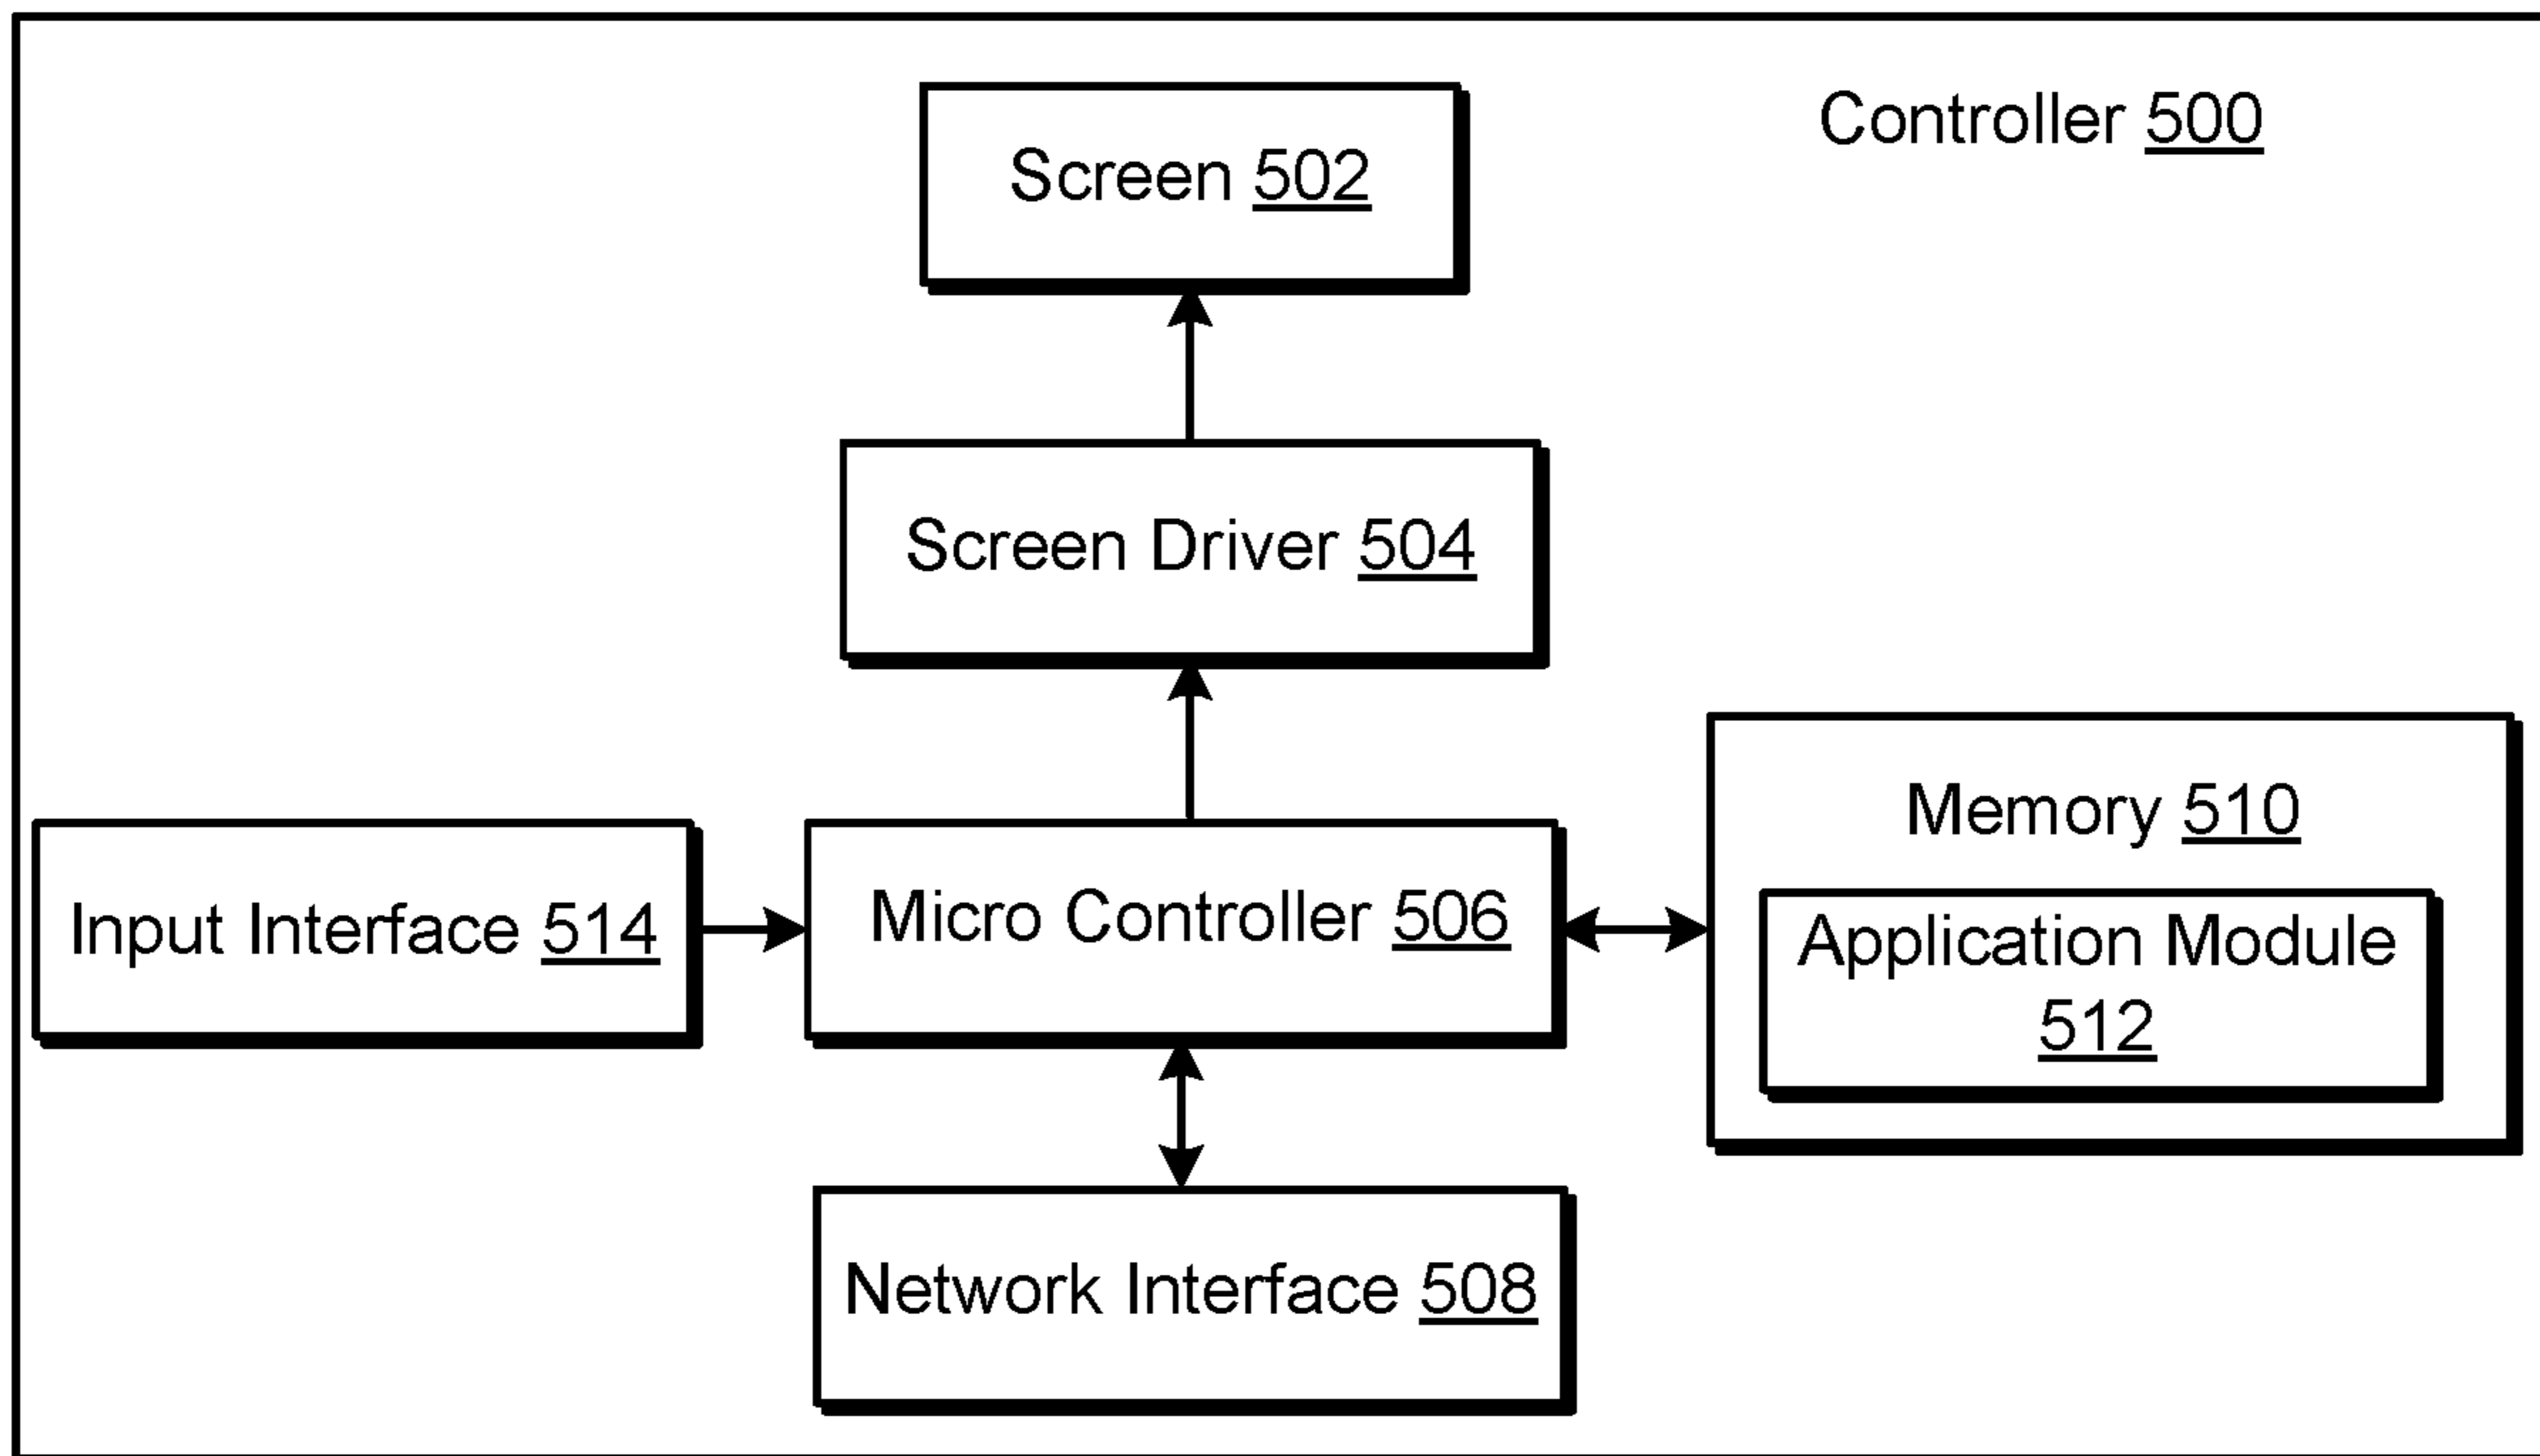 Controller 500
Screen 502
Screen Driver 504
Input Interface 514
Micro Controller 506
Memory 510
Application Module
512
Network Interface 508